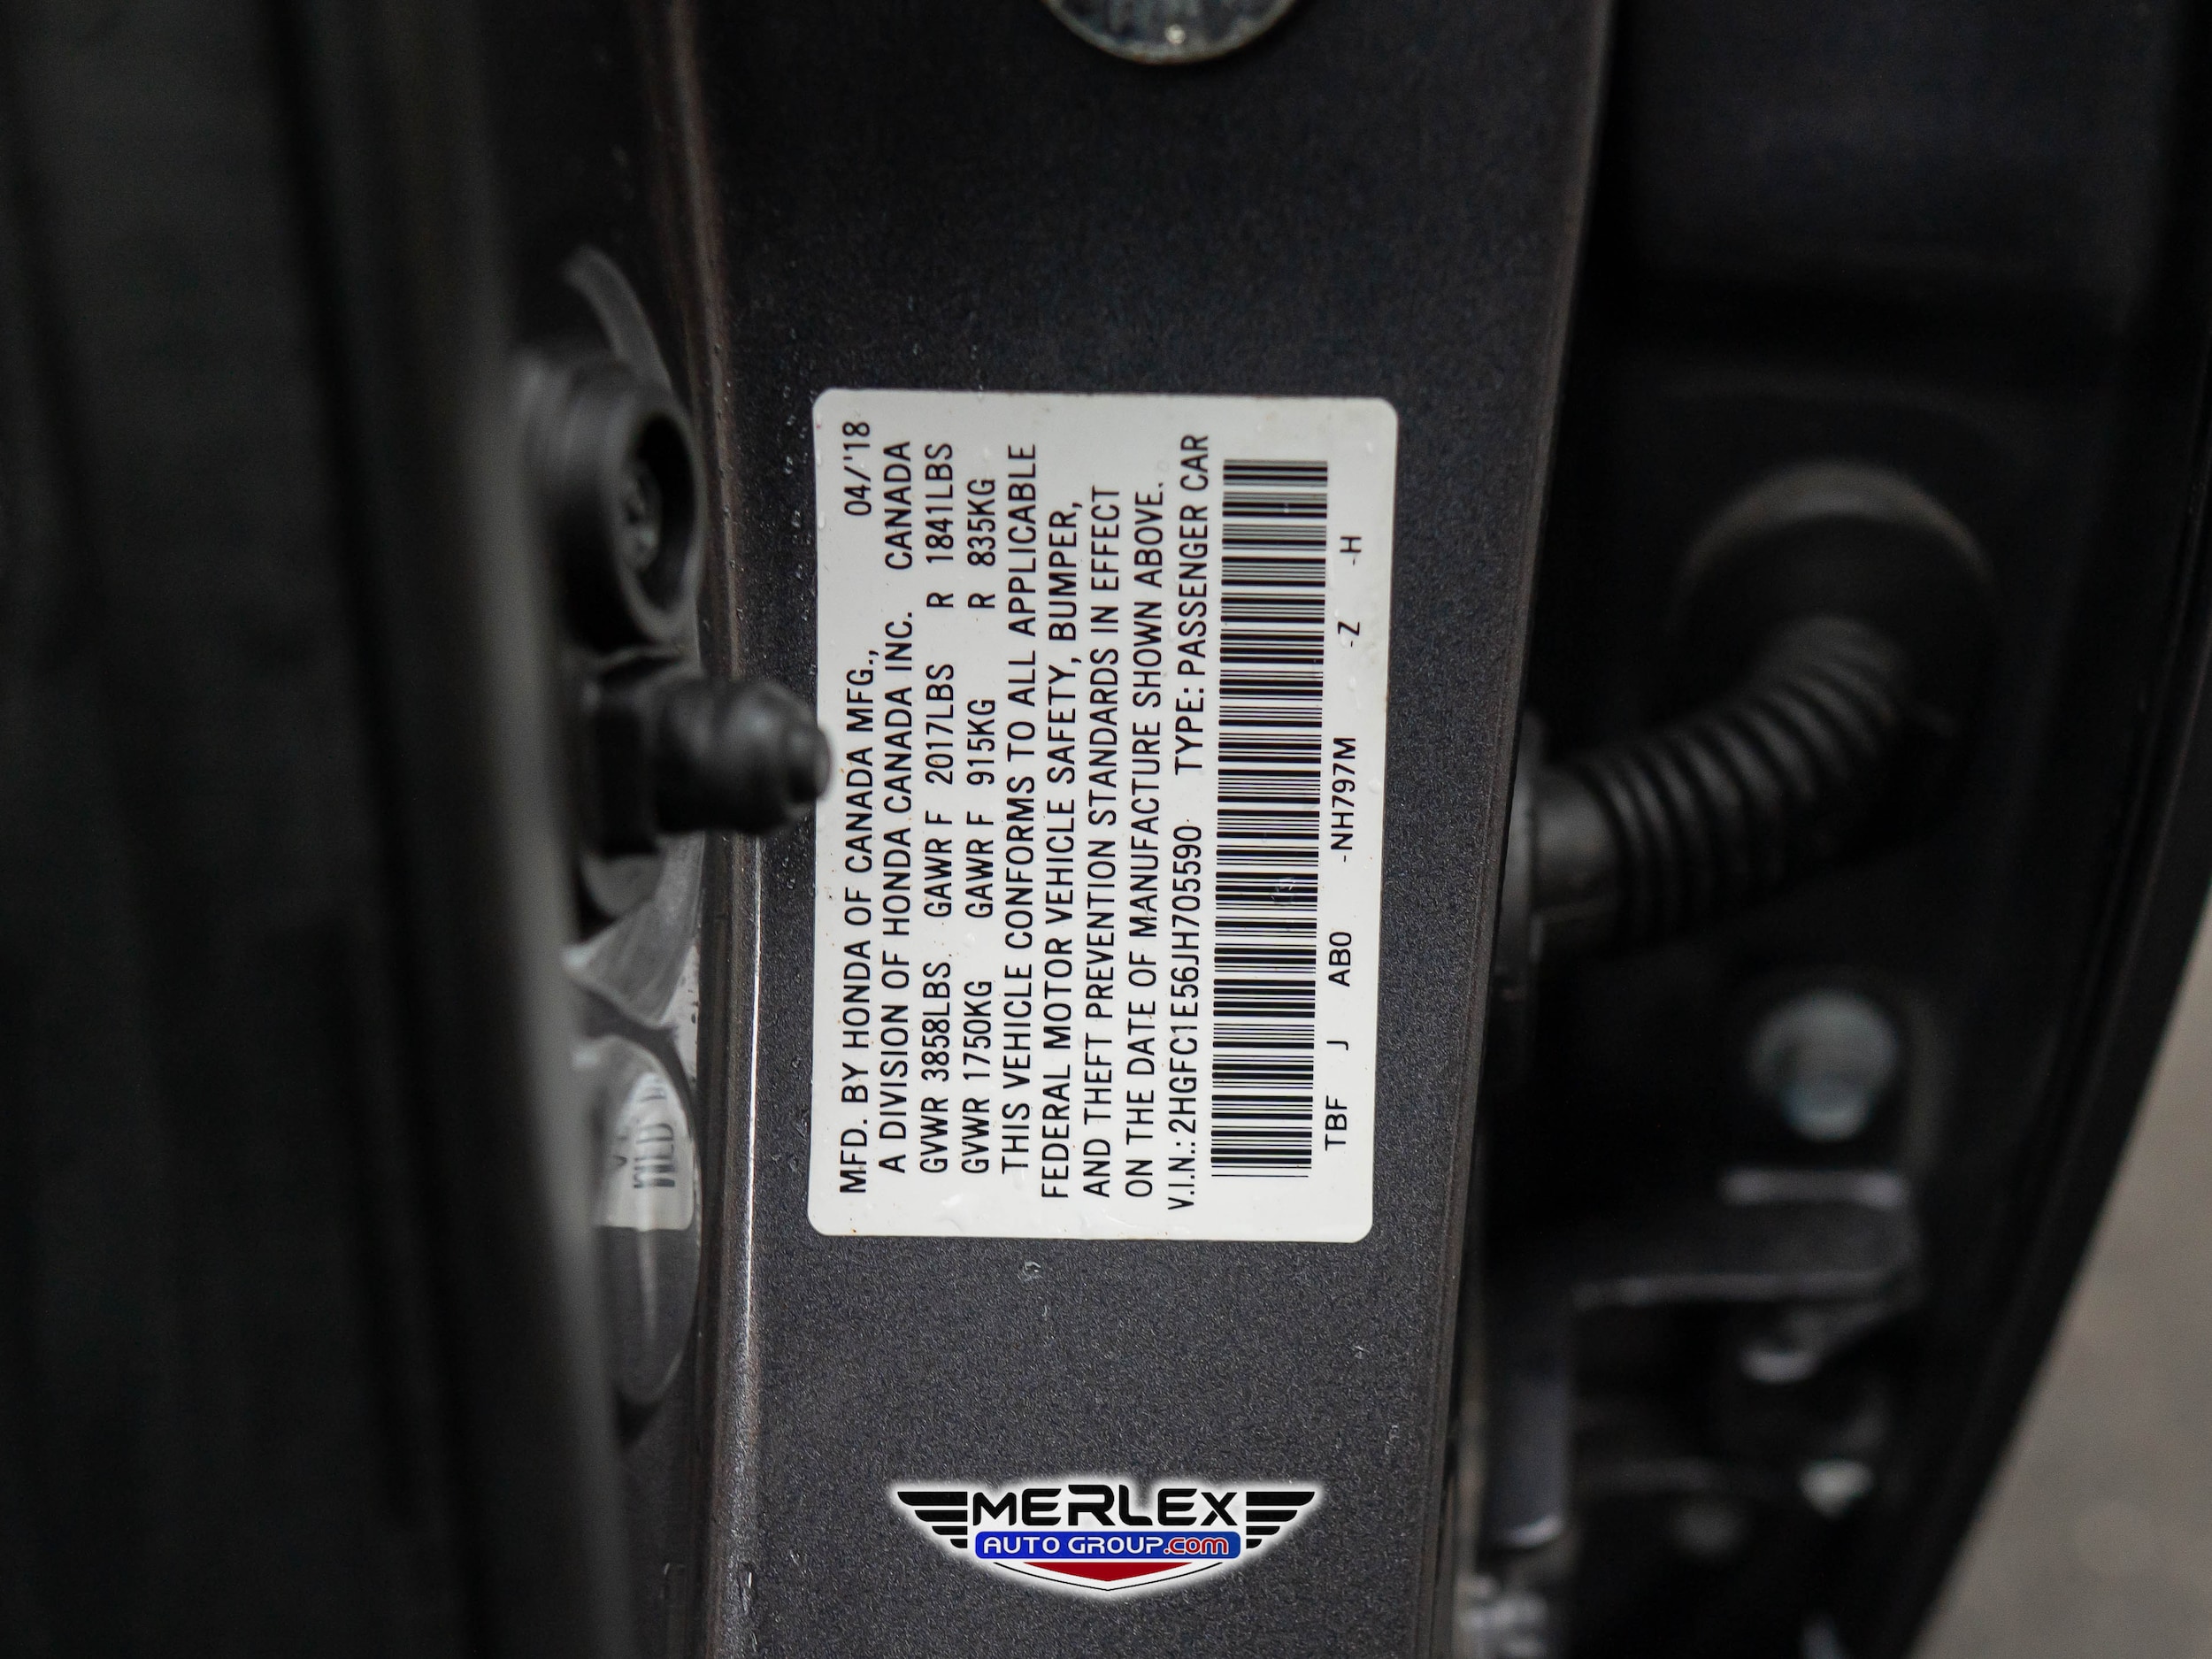 MFD. BY HONDA OF CANADA MFG., 04/'18
A DIVISION OF HONDA CANADA INC. CANADA
GVWR 3858LBS. GAWR F 2017LBS R 1841LBS
GVWR 1750KG GAWR F 915KG R 835KG
THIS VEHICLE CONFORMS TO ALL APPLICABLE
FEDERAL MOTOR VEHICLE SAFETY, BUMPER,
AND THEFT PREVENTION STANDARDS IN EFFECT
ON THE DATE OF MANUFACTURE SHOWN ABOVE.
V.I.N.: 2HGFC1E56JH705590 TYPE: PASSENGER CAR
TBF J AB0 -NH797M -Z -H
MERLEX
AUTO GROUP.com